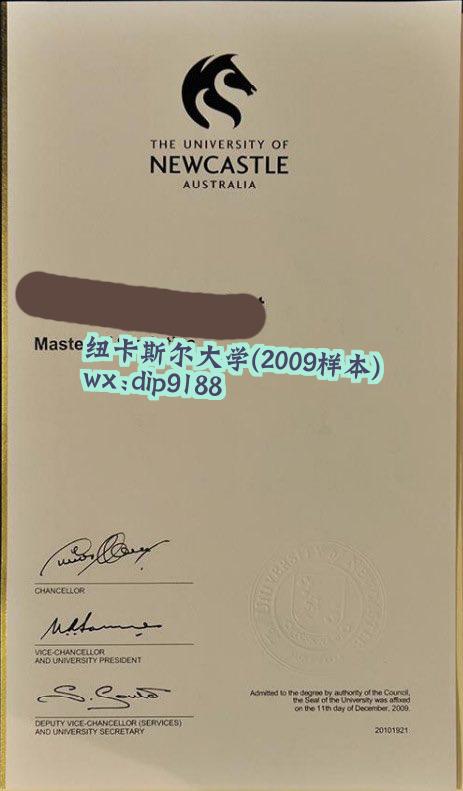 THE UNIVERSITY OF
NEWCASTLE
AUSTRALIA
纽卡斯尔大学(2009样本)
wx:dip9188
CHANCELLOR
VICE-CHANCELLOR
AND UNIVERSITY PRESIDENT
DEPUTY VICE-CHANCELLOR (SERVICES)
AND UNIVERSITY SECRETARY
Admitted to the degree by authority of the Council,
the Seal of the University was affixed
on the 11th day of December, 2009.
20101921